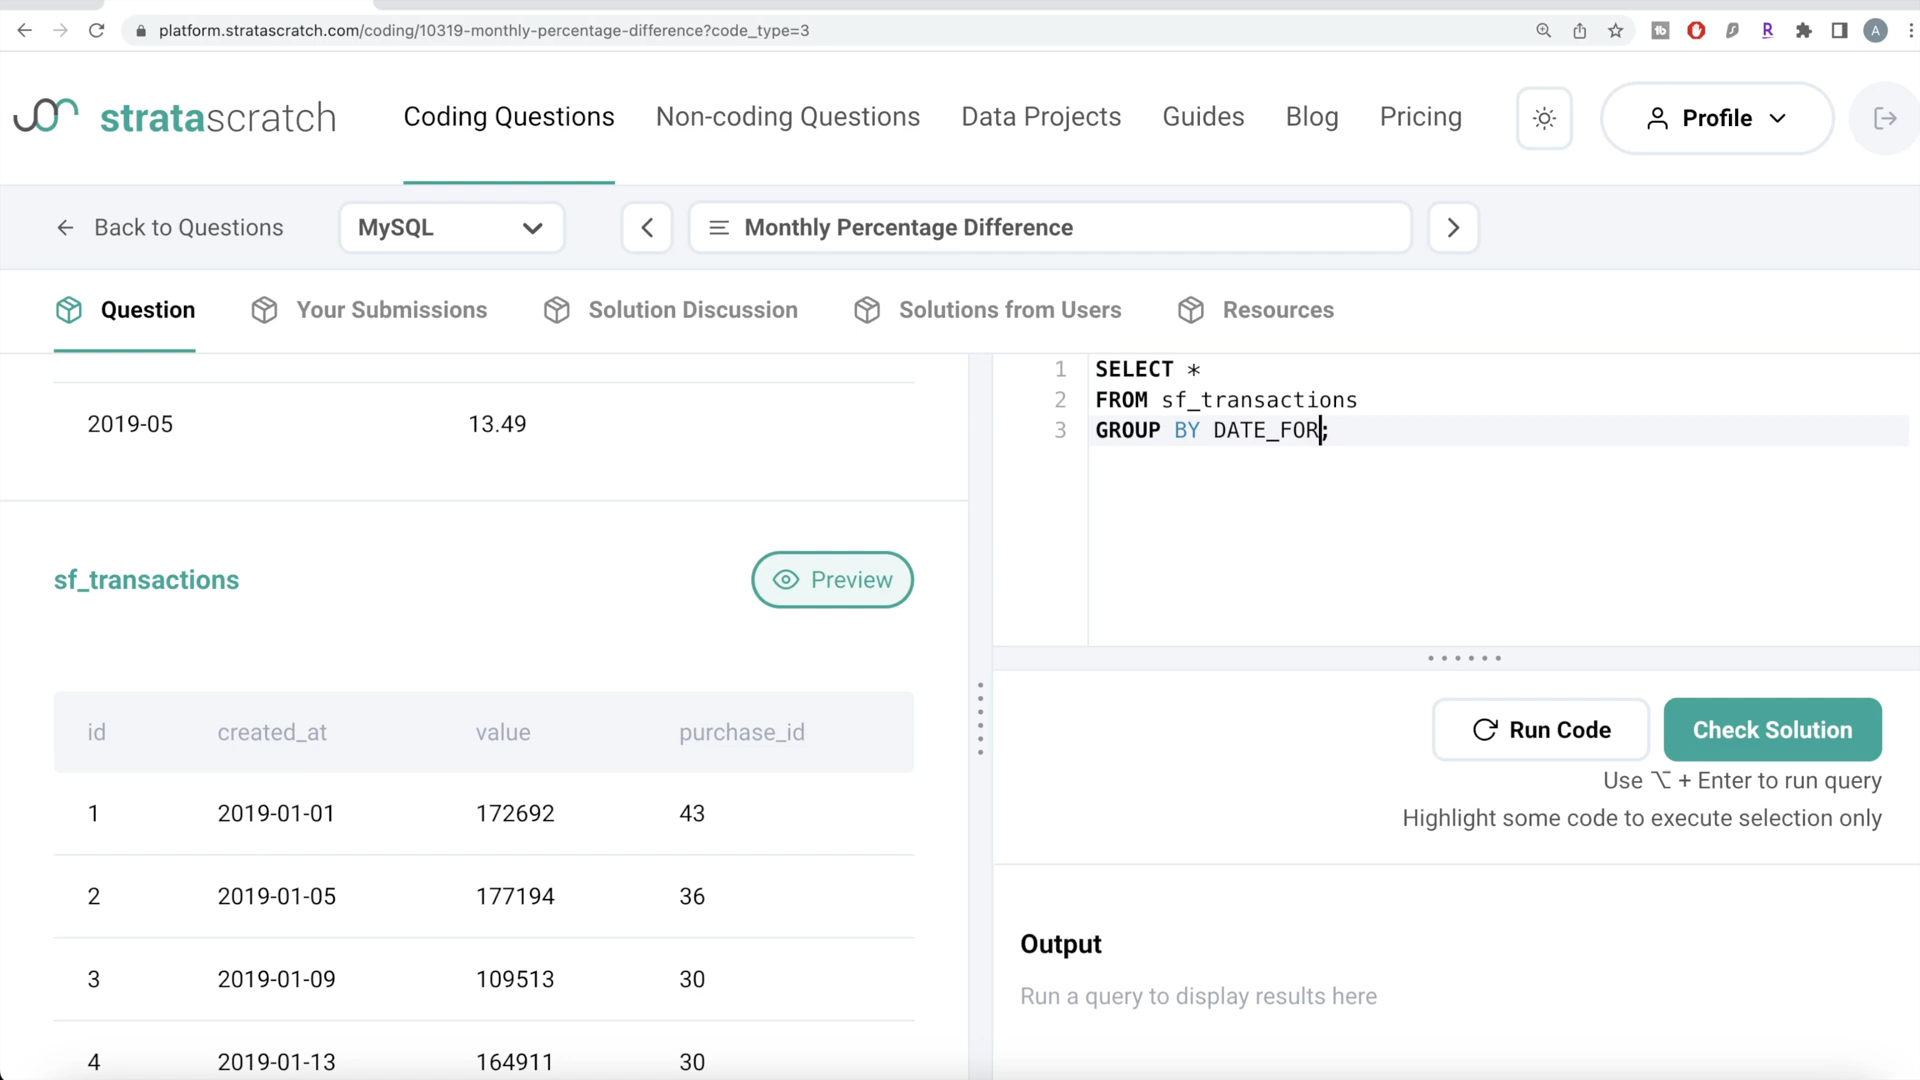 platform.stratascratch.com/coding/10319-monthly-percentage-difference?code_type=3
tb
R
A
stratascratch
Coding Questions
Non-coding Questions
Data Projects
Guides
Blog
Pricing
Profile
Back to Questions
MySQL
Monthly Percentage Difference
Question
Your Submissions
Solution Discussion
Solutions from Users
Resources
2019-05 13.49
sf_transactions
Preview
id created_at value purchase_id
1 2019-01-01 172692 43
2 2019-01-05 177194 36
3 2019-01-09 109513 30
4 2019-01-13 164911 30
1 SELECT *
2 FROM sf_transactions
3 GROUP BY DATE_FOR;
Run Code
Check Solution
Use ⌥ + Enter to run query
Highlight some code to execute selection only
Output
Run a query to display results here